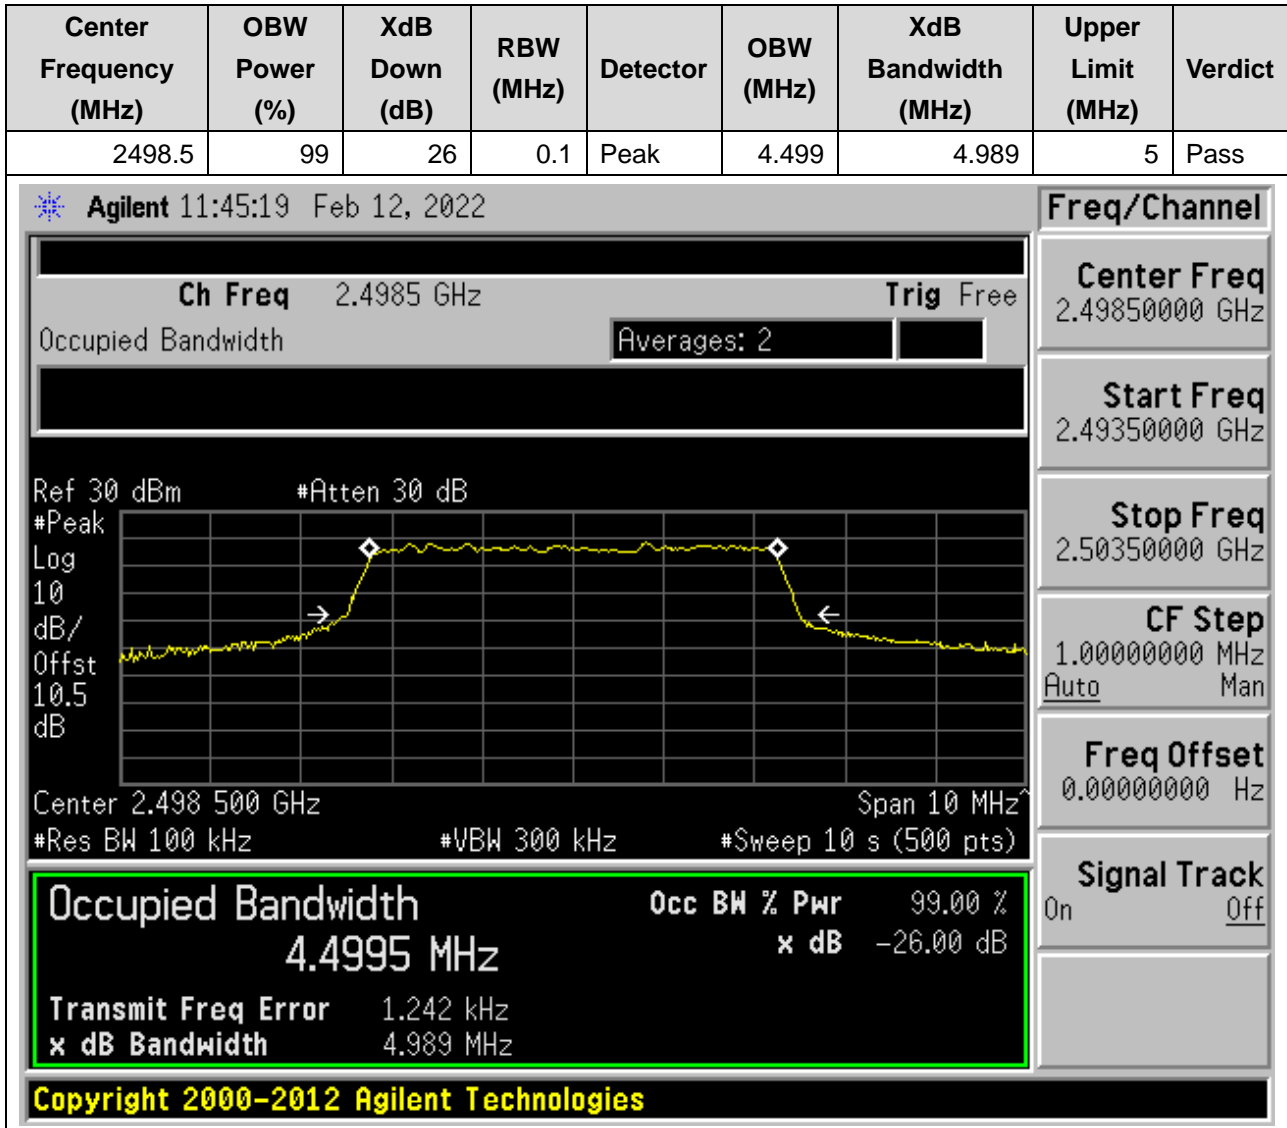 Center Frequency (MHz) OBW Power (%) XdB Down (dB) RBW (MHz) Detector OBW (MHz) XdB Bandwidth (MHz) Upper Limit (MHz) Verdict
2498.5 99 26 0.1 Peak 4.499 4.989 5 Pass
Agilent 11:45:19 Feb 12, 2022
Freq/Channel
Ch Freq 2.4985 GHz Trig Free
Occupied Bandwidth Averages: 2
Ref 30 dBm #Atten 30 dB
#Peak
Log
10
dB/
Offst
10.5
dB
Center 2.498 500 GHz Span 10 MHz^
#Res BW 100 kHz #VBW 300 kHz #Sweep 10 s (500 pts)
Occupied Bandwidth Occ BW % Pwr 99.00 %
4.4995 MHz x dB -26.00 dB
Transmit Freq Error 1.242 kHz
x dB Bandwidth 4.989 MHz
Center Freq
2.49850000 GHz
Start Freq
2.49350000 GHz
Stop Freq
2.50350000 GHz
CF Step
1.00000000 MHz
Auto Man
Freq Offset
0.00000000 Hz
Signal Track
On Off
Copyright 2000-2012 Agilent Technologies